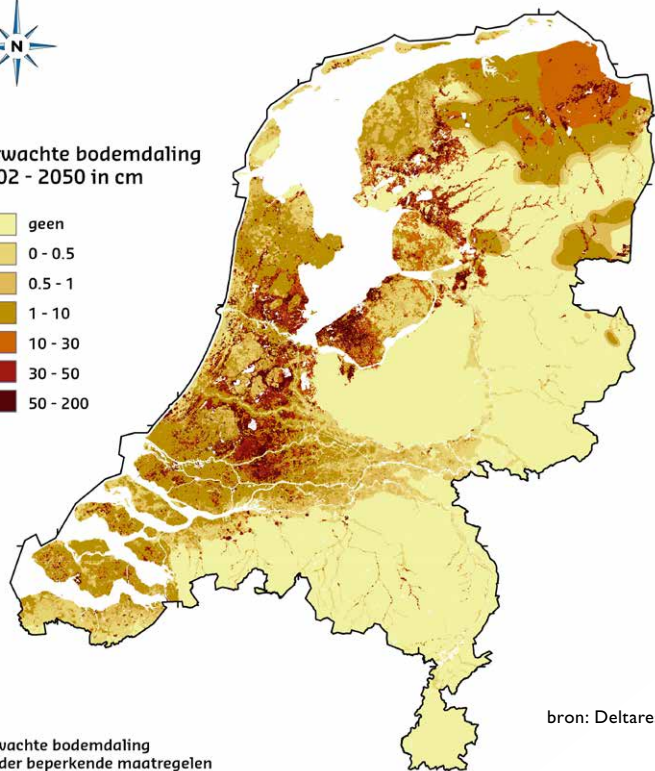 N
rwachte bodemdaling
02 - 2050 in cm
geen
0 - 0.5
0.5 - 1
1 - 10
10 - 30
30 - 50
50 - 200
bron: Deltare
wachte bodemdaling
der beperkende maatregelen